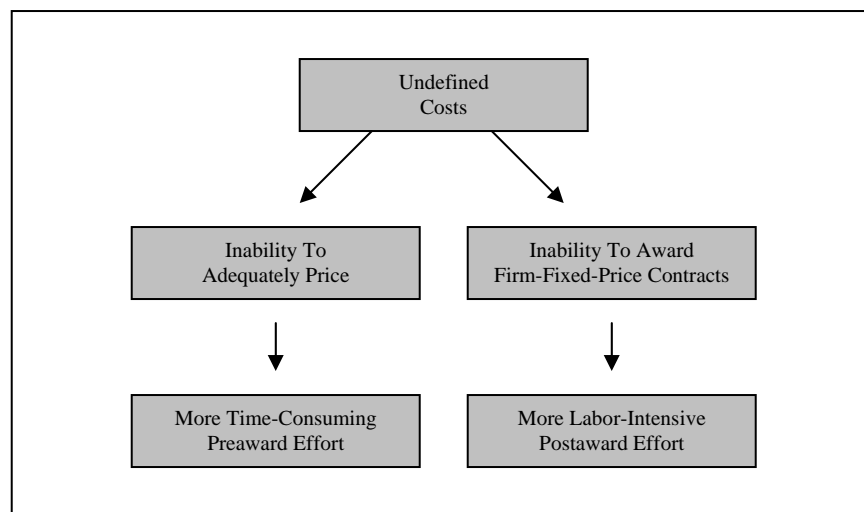 Undefined
Costs
Inability To
Adequately Price
Inability To Award
Firm-Fixed-Price Contracts
More Time-Consuming
Preaward Effort
More Labor-Intensive
Postaward Effort